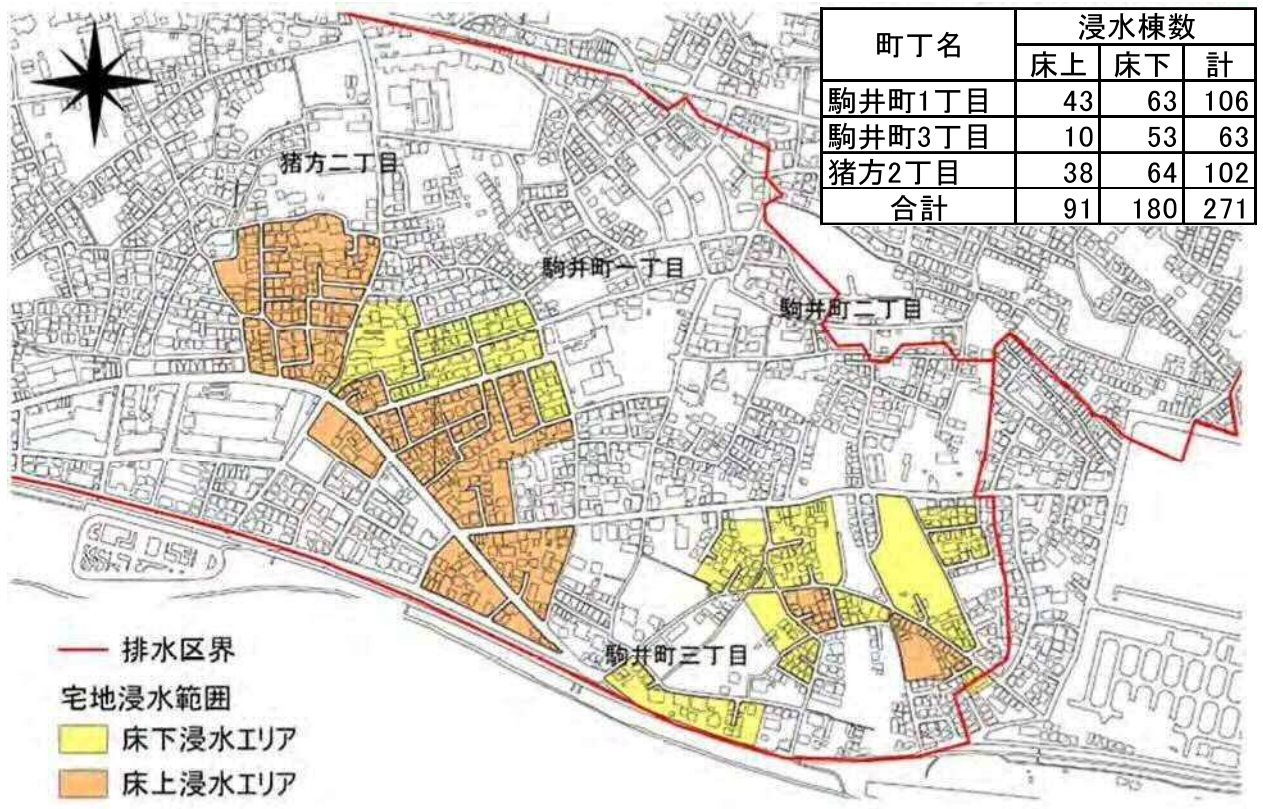 町丁名 浸水棟数
床上 床下 計
駒井町1丁目 43 63 106
駒井町3丁目 10 53 63
猪方2丁目 38 64 102
合計 91 180 271
猪方二丁目
駒井町一丁目
駒井町二丁目
駒井町三丁目
排水区界
宅地浸水範囲
床下浸水エリア
床上浸水エリア